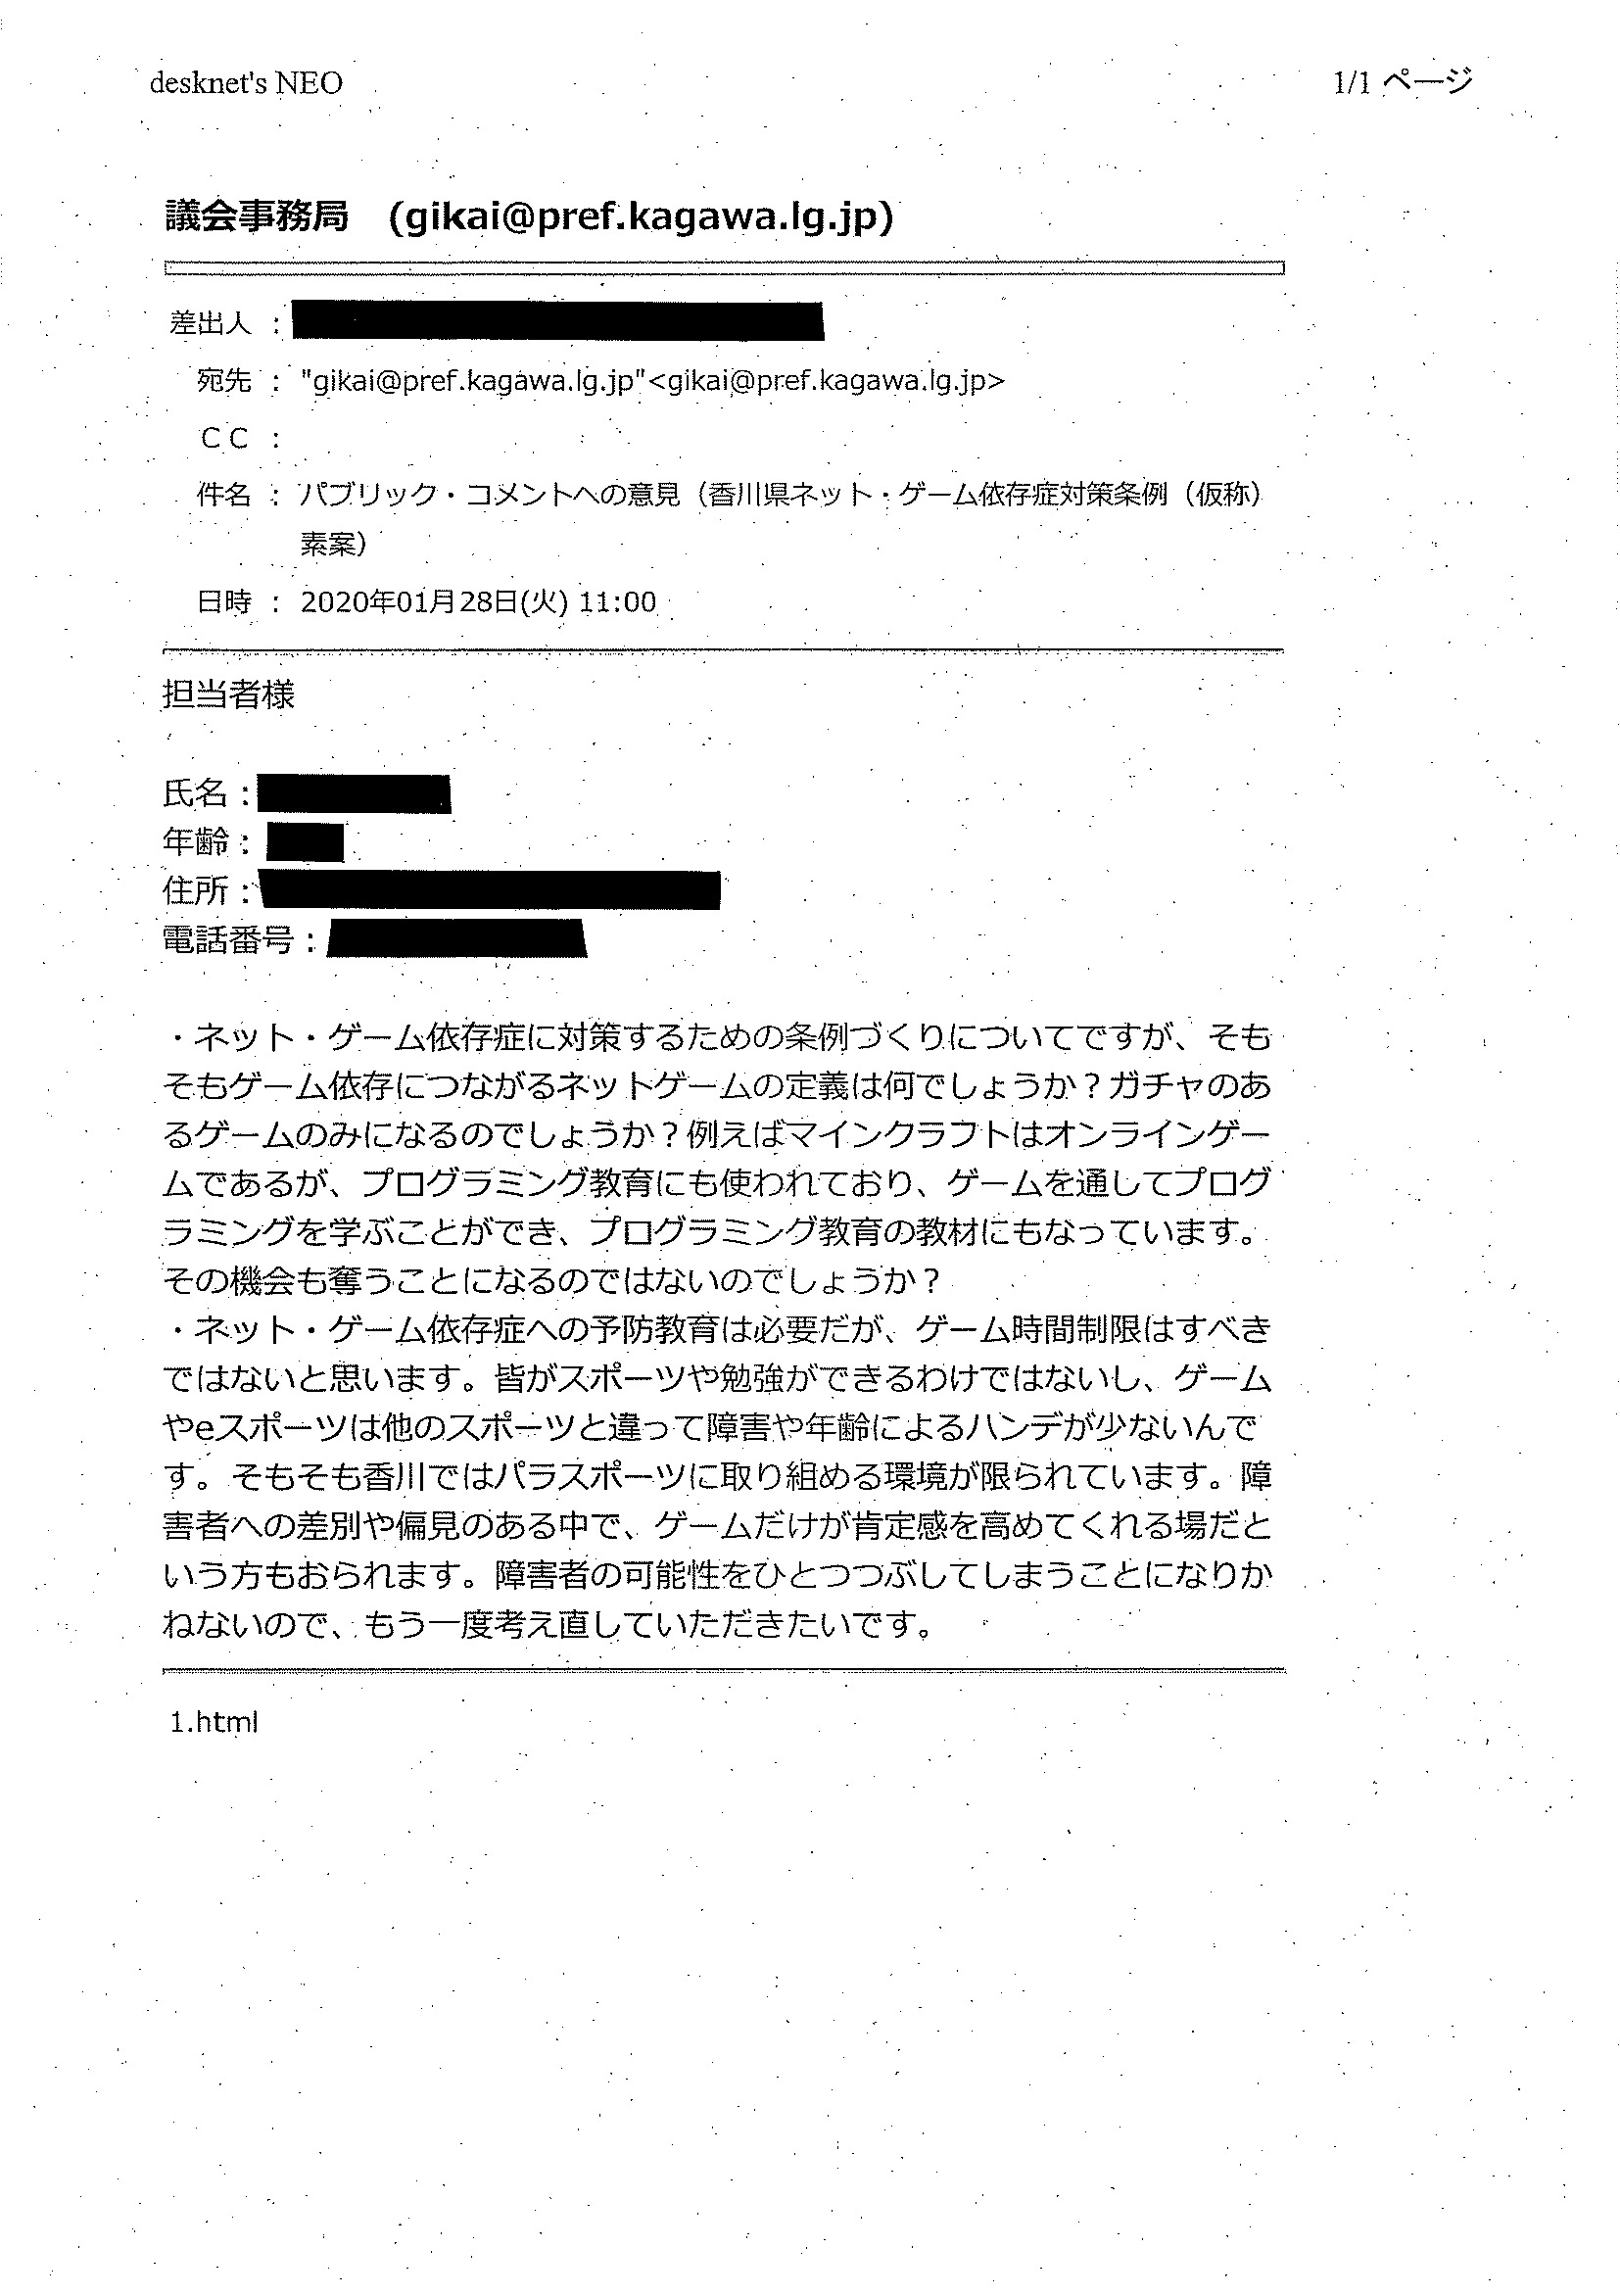 desknet's NEO
1/1 ページ
議会事務局　(gikai@pref.kagawa.lg.jp)
差出人 :
宛先 : "gikai@pref.kagawa.lg.jp"<gikai@pref.kagawa.lg.jp>
ＣＣ :
件名 : パブリック・コメントへの意見（香川県ネット・ゲーム依存症対策条例（仮称）
素案）
日時 : 2020年01月28日(火) 11:00
担当者様
氏名：
年齢：
住所：
電話番号：
・ネット・ゲーム依存症に対策するための条例づくりについてですが、そも
そもゲーム依存につながるネットゲームの定義は何でしょうか？ガチャのあ
るゲームのみになるのでしょうか？例えばマインクラフトはオンラインゲー
ムであるが、プログラミング教育にも使われており、ゲームを通してプログ
ラミングを学ぶことができ、プログラミング教育の教材にもなっています。
その機会も奪うことになるのではないのでしょうか？
・ネット・ゲーム依存症への予防教育は必要だが、ゲーム時間制限はすべき
ではないと思います。皆がスポーツや勉強ができるわけではないし、ゲーム
やeスポーツは他のスポーツと違って障害や年齢によるハンデが少ないんで
す。そもそも香川ではパラスポーツに取り組める環境が限られています。障
害者への差別や偏見のある中で、ゲームだけが肯定感を高めてくれる場だと
いう方もおられます。障害者の可能性をひとつつぶしてしまうことになりか
ねないので、もう一度考え直していただきたいです。
1.html